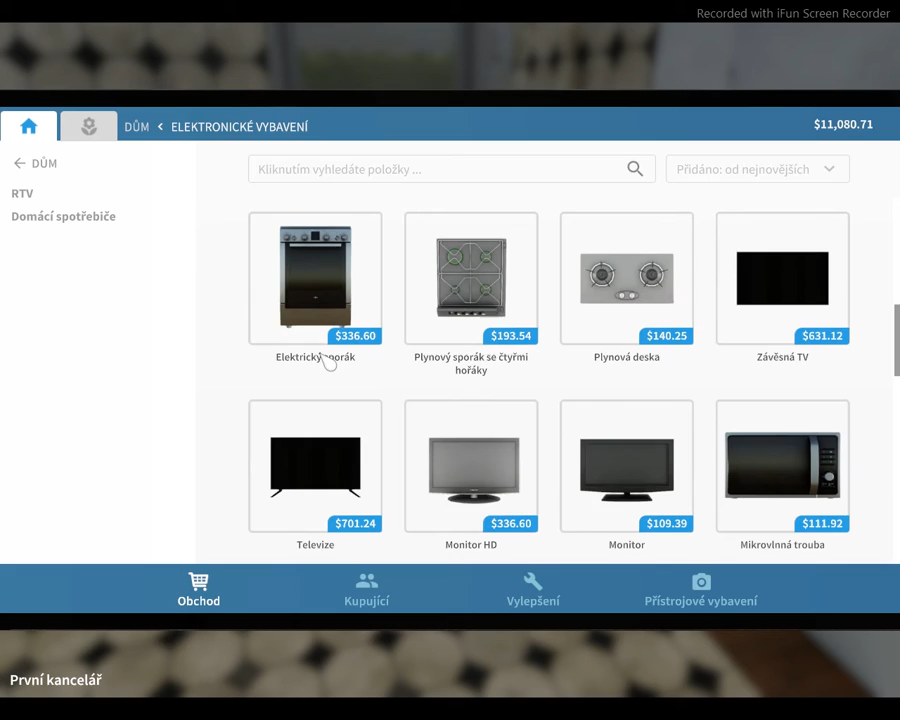 Recorded with iFun Screen Recorder
DŮM < ELEKTRONICKÉ VYBAVENÍ
$11,080.71
← DŮM
RTV
Domácí spotřebiče
Kliknutím vyhledáte položky ...
Přidáno: od nejnovějších
$336.60
$193.54
$140.25
$631.12
Elektrický sporák
Plynový sporák se čtyřmi
hořáky
Plynová deska
Závěsná TV
$701.24
$336.60
$109.39
$111.92
Televize
Monitor HD
Monitor
Mikrovlnná trouba
Obchod
Kupující
Vylepšení
Přístrojové vybavení
První kancelář